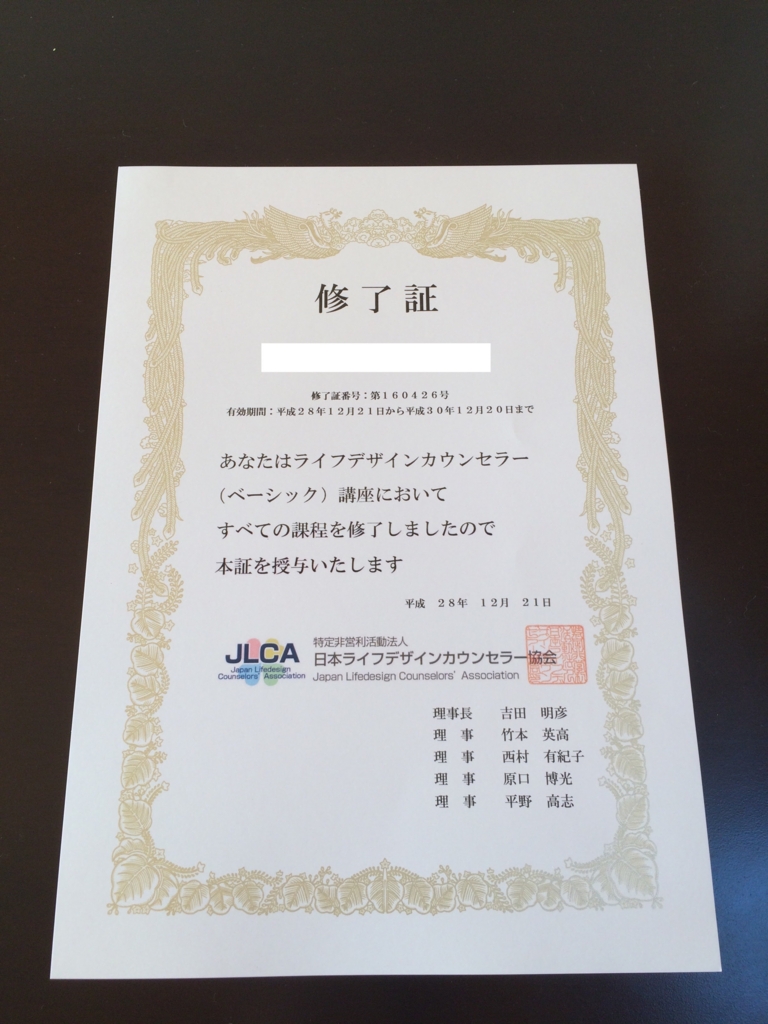 修了証
修了証番号：第１６０４２６号
有効期間：平成２８年１２月２１日から平成３０年１２月２０日まで
あなたはライフデザインカウンセラー
（ベーシック）講座において
すべての課程を修了しましたので
本証を授与いたします
平成　２８年　１２月　２１日
JLCA
Japan Lifedesign
Counselors' Association
特定非営利活動法人
日本ライフデザインカウンセラー協会
Japan Lifedesign Counselors' Association
理事長　吉田　明彦
理　事　竹本　英高
理　事　西村　有紀子
理　事　原口　博光
理　事　平野　高志